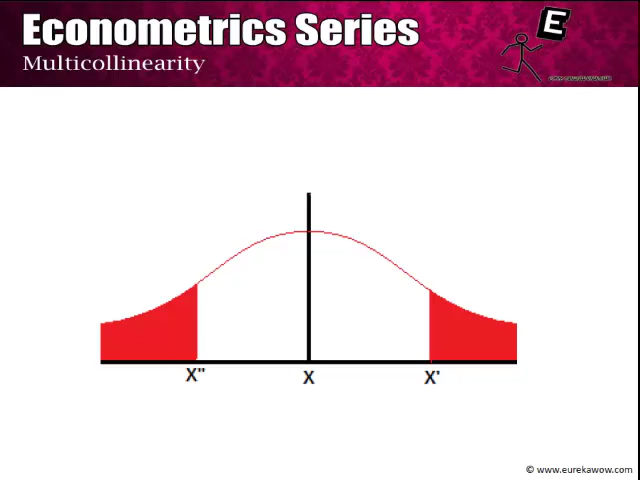 Econometrics Series
Multicollinearity
E
X"
X
X'
© www.eurekawow.com